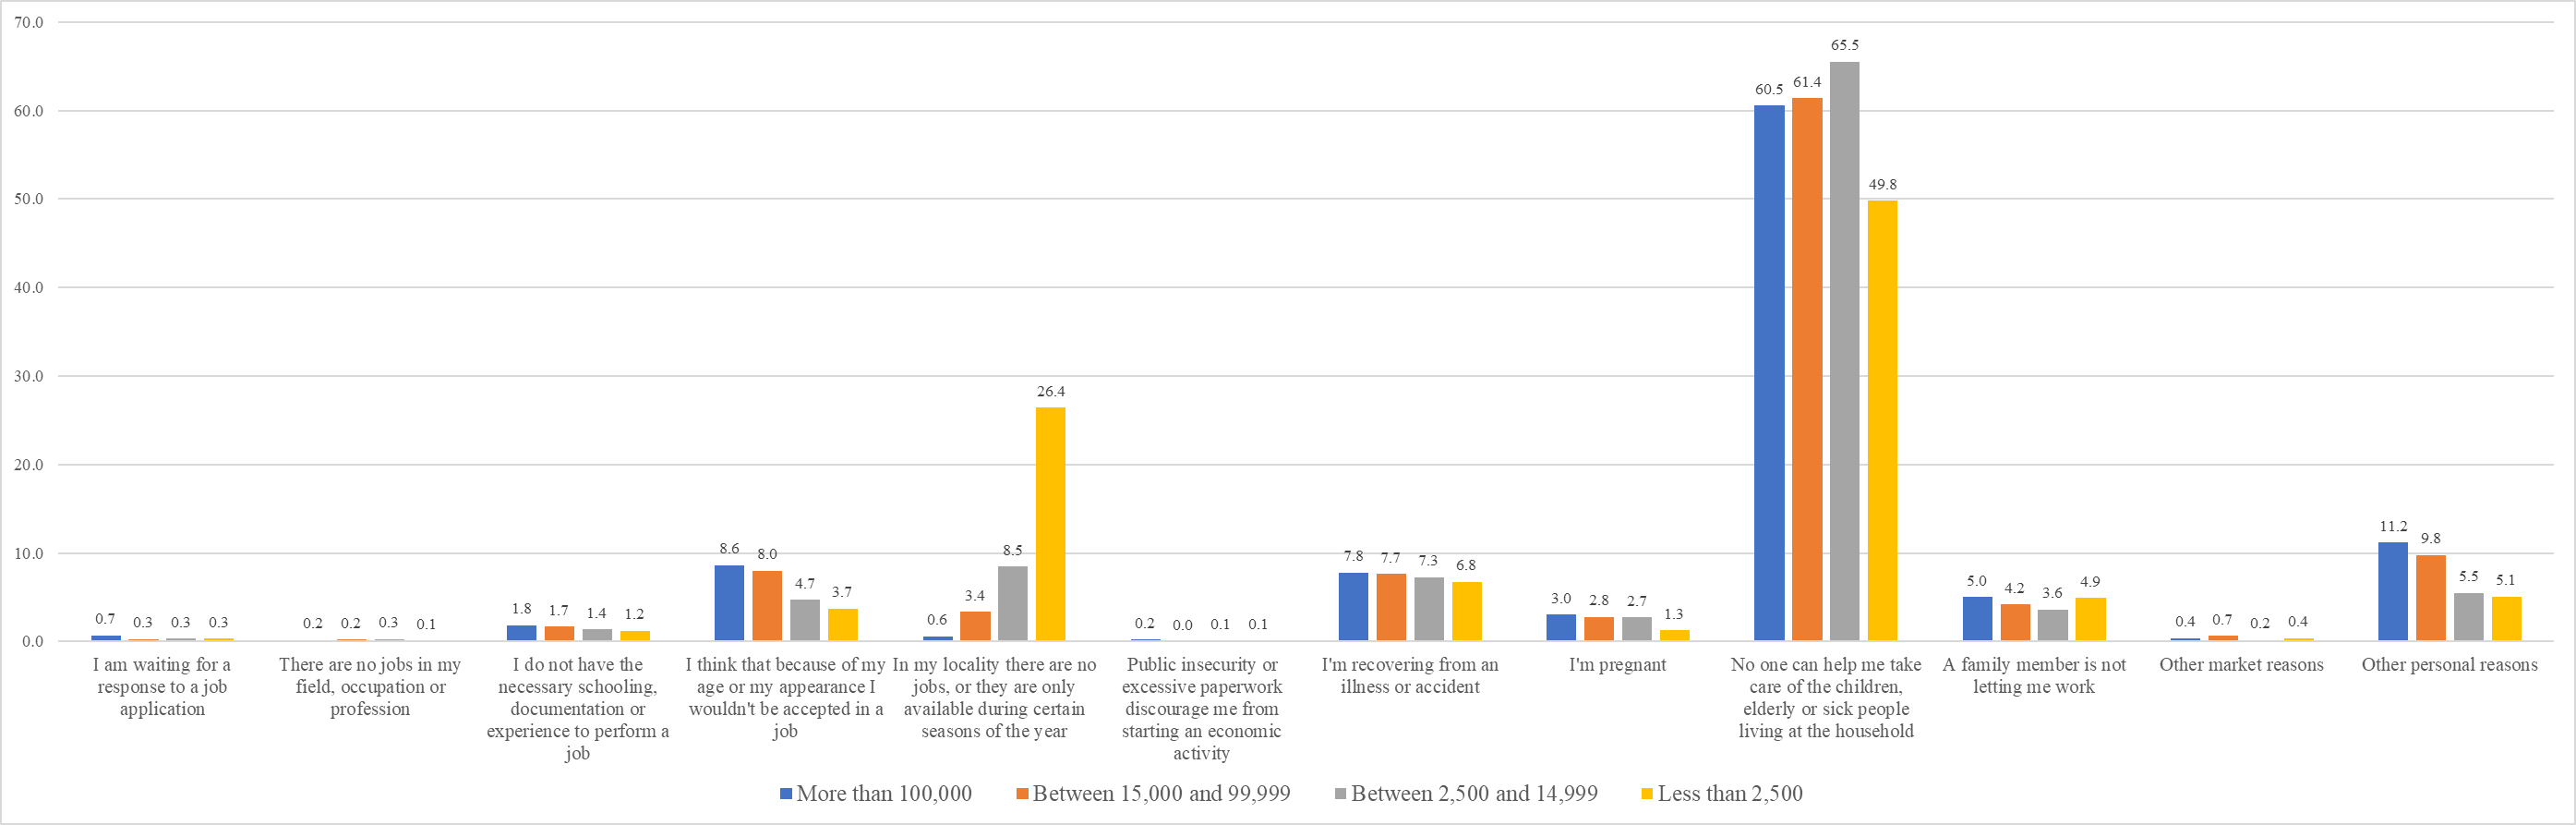 70.0
60.0
50.0
40.0
30.0
20.0
10.0
0.0
0.7 0.3 0.3 0.3
0.2 0.2 0.3 0.1
1.8 1.7 1.4 1.2
8.6 8.0 4.7 3.7
0.6 3.4 8.5 26.4
0.2 0.0 0.1 0.1
7.8 7.7 7.3 6.8
3.0 2.8 2.7 1.3
60.5 61.4 65.5 49.8
5.0 4.2 3.6 4.9
0.4 0.7 0.2 0.4
11.2 9.8 5.5 5.1
I am waiting for a
response to a job
application
There are no jobs in my
field, occupation or
profession
I do not have the
necessary schooling,
documentation or
experience to perform a
job
I think that because of my
age or my appearance I
wouldn't be accepted in a
job
In my locality there are no
jobs, or they are only
available during certain
seasons of the year
Public insecurity or
excessive paperwork
discourage me from
starting an economic
activity
I'm recovering from an
illness or accident
I'm pregnant
No one can help me take
care of the children,
elderly or sick people
living at the household
A family member is not
letting me work
Other market reasons
Other personal reasons
More than 100,000 Between 15,000 and 99,999 Between 2,500 and 14,999 Less than 2,500